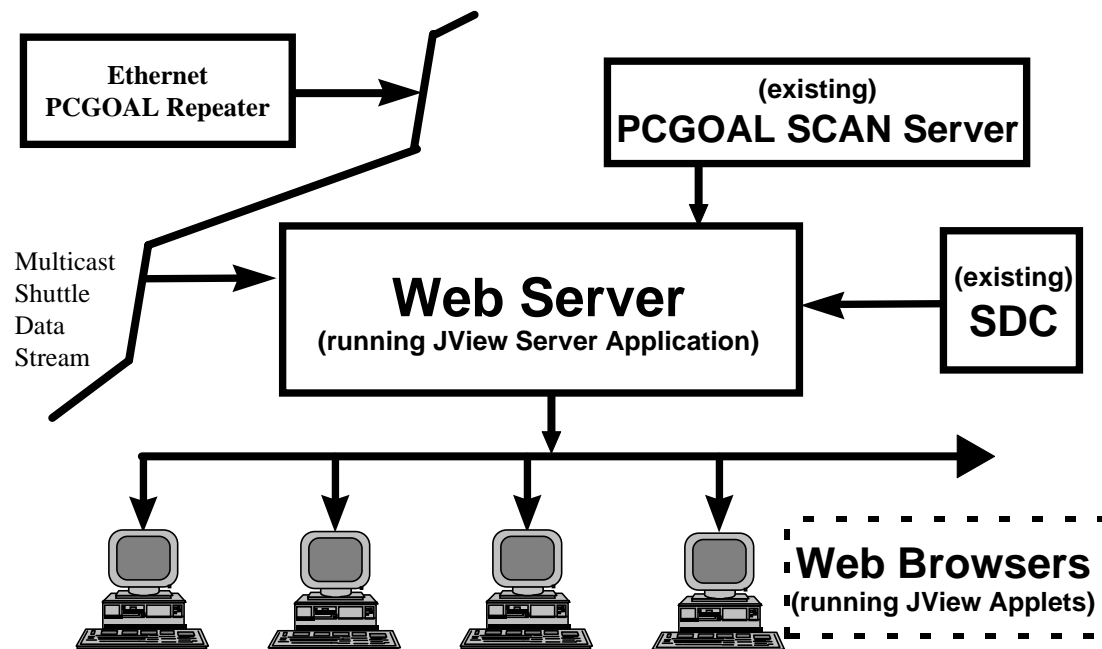 Ethernet
PCGOAL Repeater
(existing)
PCGOAL SCAN Server
Multicast
Shuttle
Data
Stream
Web Server
(running JView Server Application)
(existing)
SDC
Web Browsers
(running JView Applets)